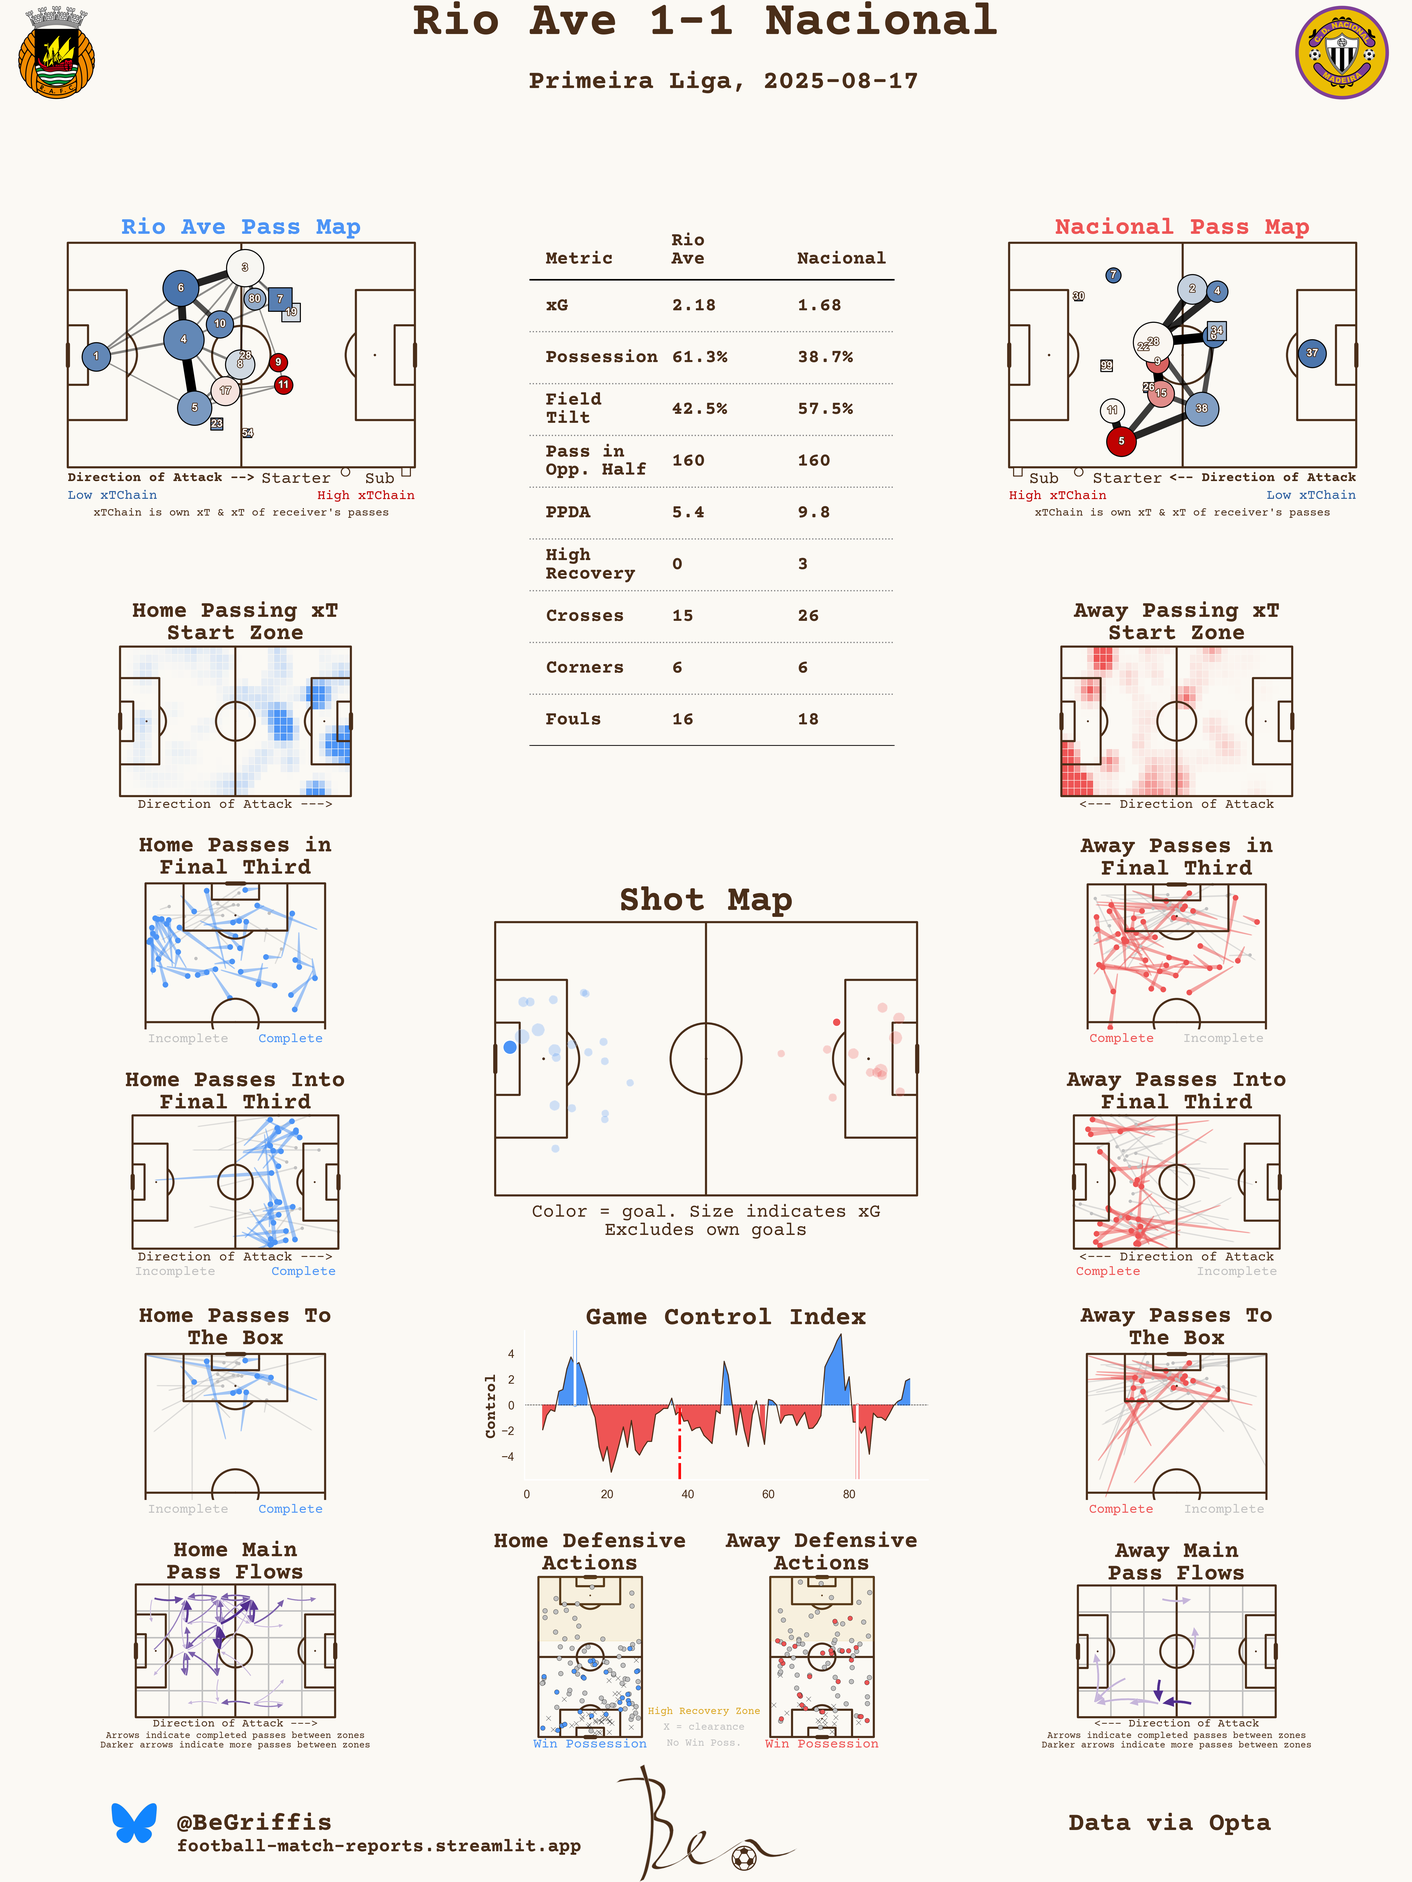 Rio Ave 1-1 Nacional
Primeira Liga, 2025-08-17
C.D. NACIONAL
MADEIRA
Rio Ave Pass Map
1
6
4
5
3
10
80
7
19
28
8
17
9
11
23
54
Direction of Attack --> Starter Sub
Low xTChain High xTChain
xTChain is own xT & xT of receiver's passes
Metric Rio Ave Nacional
xG 2.18 1.68
Possession 61.3% 38.7%
Field Tilt 42.5% 57.5%
Pass in Opp. Half 160 160
PPDA 5.4 9.8
High Recovery 0 3
Crosses 15 26
Corners 6 6
Fouls 16 18
Nacional Pass Map
7
30
2
4
34
6
28
22
9
99
26
15
11
38
5
37
Sub Starter <-- Direction of Attack
High xTChain Low xTChain
xTChain is own xT & xT of receiver's passes
Home Passing xT
Start Zone
Direction of Attack --->
Away Passing xT
Start Zone
<--- Direction of Attack
Home Passes in
Final Third
Incomplete Complete
Away Passes in
Final Third
Complete Incomplete
Shot Map
Color = goal. Size indicates xG
Excludes own goals
Home Passes Into
Final Third
Direction of Attack --->
Incomplete Complete
Away Passes Into
Final Third
<--- Direction of Attack
Complete Incomplete
Home Passes To
The Box
Incomplete Complete
Game Control Index
Control
4
2
0
−2
−4
0 20 40 60 80
Away Passes To
The Box
Complete Incomplete
Home Main
Pass Flows
Direction of Attack --->
Arrows indicate completed passes between zones
Darker arrows indicate more passes between zones
Home Defensive
Actions
Win Possession
High Recovery Zone
X = clearance
No Win Poss.
Away Defensive
Actions
Win Possession
Away Main
Pass Flows
<--- Direction of Attack
Arrows indicate completed passes between zones
Darker arrows indicate more passes between zones
@BeGriffis
football-match-reports.streamlit.app
Ben
Data via Opta